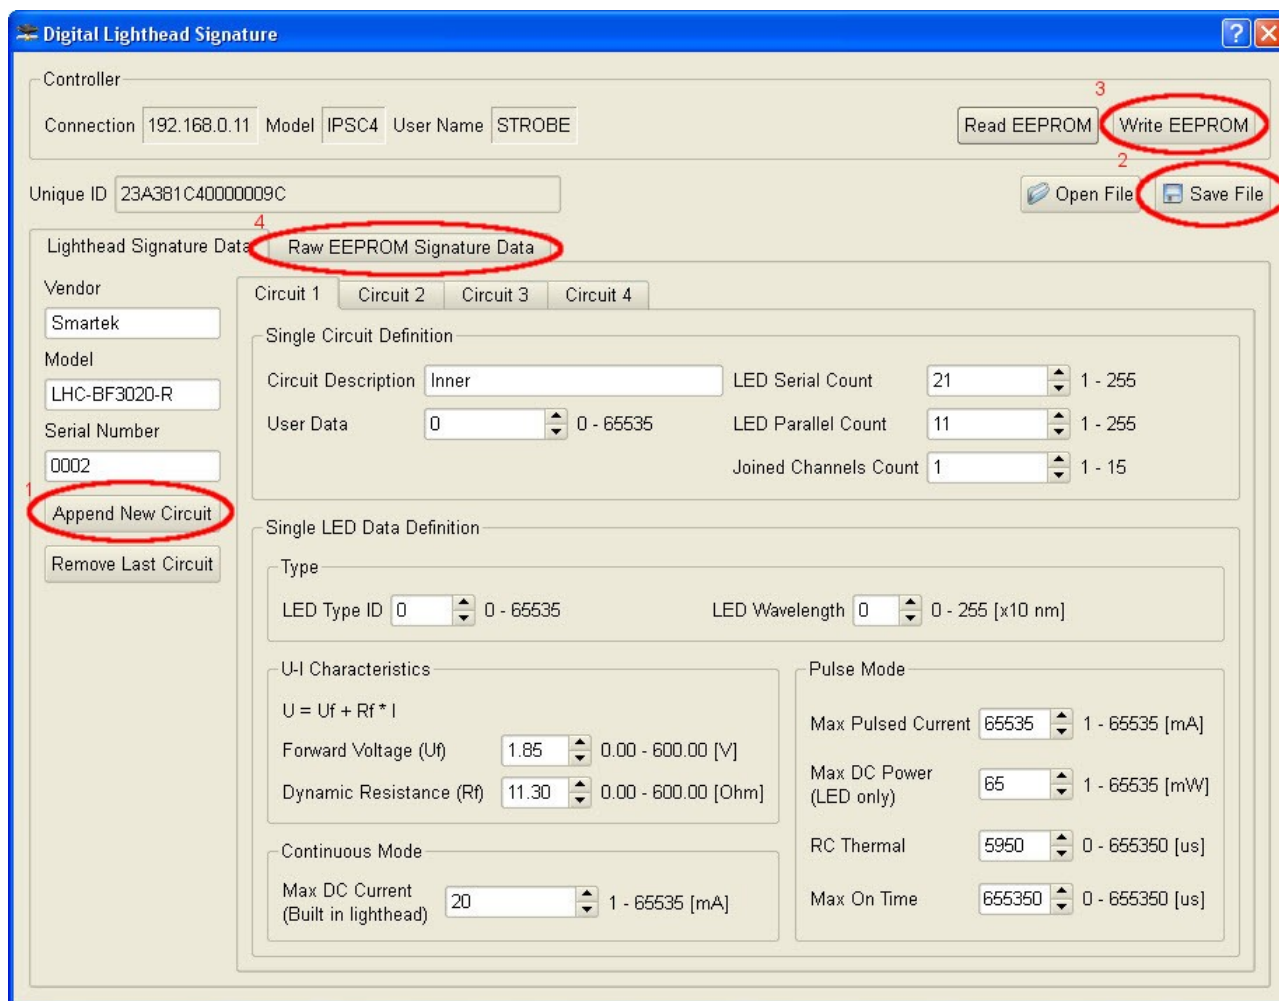 Digital Lighthead Signature
Controller
Connection 192.168.0.11 Model IPSC4 User Name STROBE Read EEPROM 3 Write EEPROM
Unique ID 23A381C40000009C Open File 2 Save File
Lighthead Signature Data 4 Raw EEPROM Signature Data
Vendor
Smartek
Model
LHC-BF3020-R
Serial Number
0002
1 Append New Circuit
Remove Last Circuit
Circuit 1 Circuit 2 Circuit 3 Circuit 4
Single Circuit Definition
Circuit Description Inner LED Serial Count 21 1 - 255
User Data 0 0 - 65535 LED Parallel Count 11 1 - 255
Joined Channels Count 1 1 - 15
Single LED Data Definition
Type
LED Type ID 0 0 - 65535 LED Wavelength 0 0 - 255 [x10 nm]
U-I Characteristics
U = Uf + Rf * I
Forward Voltage (Uf) 1.85 0.00 - 600.00 [V]
Dynamic Resistance (Rf) 11.30 0.00 - 600.00 [Ohm]
Continuous Mode
Max DC Current
(Built in lighthead) 20 1 - 65535 [mA]
Pulse Mode
Max Pulsed Current 65535 1 - 65535 [mA]
Max DC Power
(LED only) 65 1 - 65535 [mW]
RC Thermal 5950 0 - 655350 [us]
Max On Time 655350 0 - 655350 [us]